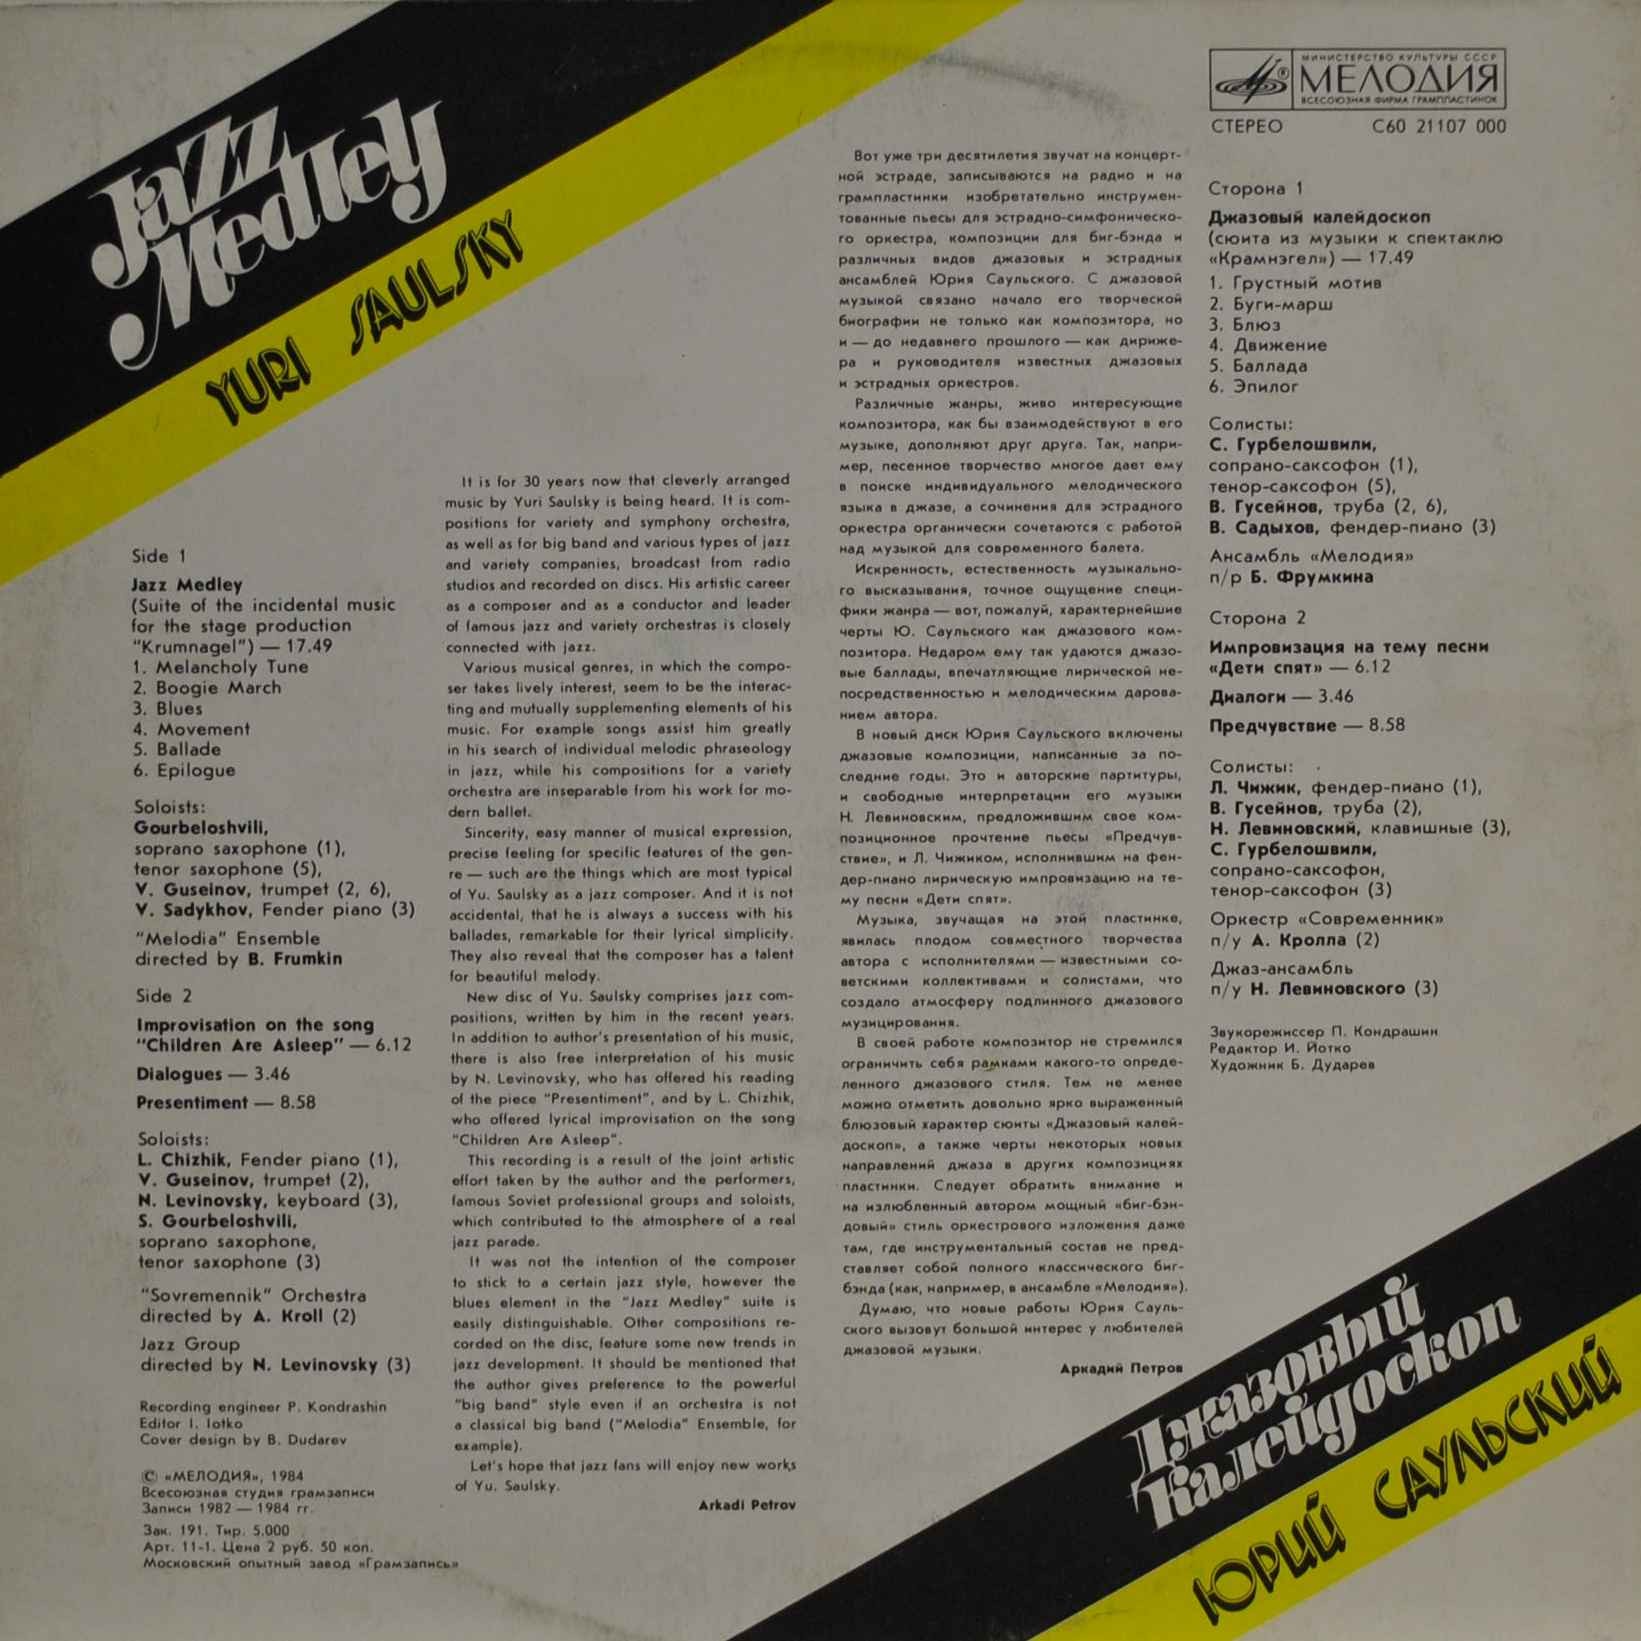 Jazz
Medley
YURI SAULSKY
Side 1
Jazz Medley
(Suite of the incidental music
for the stage production
"Krumnagel") — 17.49
1. Melancholy Tune
2. Boogie March
3. Blues
4. Movement
5. Ballade
6. Epilogue
Soloists:
Gourbeloshvili,
soprano saxophone (1),
tenor saxophone (5),
V. Guseinov, trumpet (2, 6),
V. Sadykhov, Fender piano (3)
"Melodia" Ensemble
directed by B. Frumkin
Side 2
Improvisation on the song
"Children Are Asleep" — 6.12
Dialogues — 3.46
Presentiment — 8.58
Soloists:
L. Chizhik, Fender piano (1),
V. Guseinov, trumpet (2),
N. Levinovsky, keyboard (3),
S. Gourbeloshvili,
soprano saxophone,
tenor saxophone (3)
"Sovremennik" Orchestra
directed by A. Kroll (2)
Jazz Group
directed by N. Levinovsky (3)
Recording engineer P. Kondrashin
Editor I. Iotko
Cover design by B. Dudarev
© «МЕЛОДИЯ», 1984
Всесоюзная студия грамзаписи
Записи 1982 — 1984 гг.
Зак. 191. Тир. 5.000
Арт. 11-1. Цена 2 руб. 50 коп.
Московский опытный завод «Грамзапись»
It is for 30 years now that cleverly arranged
music by Yuri Saulsky is being heard. It is com-
positions for variety and symphony orchestra,
as well as for big band and various types of jazz
and variety companies, broadcast from radio
studios and recorded on discs. His artistic career
as a composer and as a conductor and leader
of famous jazz and variety orchestras is closely
connected with jazz.
Various musical genres, in which the compo-
ser takes lively interest, seem to be the interac-
ting and mutually supplementing elements of his
music. For example songs assist him greatly
in his search of individual melodic phraseology
in jazz, while his compositions for a variety
orchestra are inseparable from his work for mo-
dern ballet.
Sincerity, easy manner of musical expression,
precise feeling for specific features of the gen-
re — such are the things which are most typical
of Yu. Saulsky as a jazz composer. And it is not
accidental, that he is always a success with his
ballades, remarkable for their lyrical simplicity.
They also reveal that the composer has a talent
for beautiful melody.
New disc of Yu. Saulsky comprises jazz com-
positions, written by him in the recent years.
In addition to author's presentation of his music,
there is also free interpretation of his music
by N. Levinovsky, who has offered his reading
of the piece "Presentiment", and by L. Chizhik,
who offered lyrical improvisation on the song
"Children Are Asleep".
This recording is a result of the joint artistic
effort taken by the author and the performers,
famous Soviet professional groups and soloists,
which contributed to the atmosphere of a real
jazz parade.
It was not the intention of the composer
to stick to a certain jazz style, however the
blues element in the "Jazz Medley" suite is
easily distinguishable. Other compositions re-
corded on the disc, feature some new trends in
jazz development. It should be mentioned that
the author gives preference to the powerful
"big band" style even if an orchestra is not
a classical big band ("Melodia" Ensemble, for
example).
Let's hope that jazz fans will enjoy new works
of Yu. Saulsky.
Arkadi Petrov
Вот уже три десятилетия звучат на концерт-
ной эстраде, записываются на радио и на
грампластинки изобретательно инструмен-
тованные пьесы для эстрадно-симфоническо-
го оркестра, композиции для биг-бэнда и
различных видов джазовых и эстрадных
ансамблей Юрия Саульского. С джазовой
музыкой связано начало его творческой
биографии не только как композитора, но
и — до недавнего прошлого — как дириже-
ра и руководителя известных джазовых
и эстрадных оркестров.
Различные жанры, живо интересующие
композитора, как бы взаимодействуют в его
музыке, дополняют друг друга. Так, напри-
мер, песенное творчество многое дает ему
в поиске индивидуального мелодического
языка в джазе, а сочинения для эстрадного
оркестра органически сочетаются с работой
над музыкой для современного балета.
Искренность, естественность музыкально-
го высказывания, точное ощущение специ-
фики жанра — вот, пожалуй, характернейшие
черты Ю. Саульского как джазового ком-
позитора. Недаром ему так удаются джазо-
вые баллады, впечатляющие лирической не-
посредственностью и мелодическим дарова-
нием автора.
В новый диск Юрия Саульского включены
джазовые композиции, написанные за по-
следние годы. Это и авторские партитуры,
и свободные интерпретации его музыки
Н. Левиновским, предложившим свое ком-
позиционное прочтение пьесы «Предчув-
ствие», и Л. Чижиком, исполнившим на фен-
дер-пиано лирическую импровизацию на те-
му песни «Дети спят».
Музыка, звучащая на этой пластинке,
явилась плодом совместного творчества
автора с исполнителями — известными со-
ветскими коллективами и солистами, что
создало атмосферу подлинного джазового
музицирования.
В своей работе композитор не стремился
ограничить себя рамками какого-то опреде-
ленного джазового стиля. Тем не менее
можно отметить довольно ярко выраженный
блюзовый характер сюиты «Джазовый калей-
доскоп», а также черты некоторых новых
направлений джаза в других композициях
пластинки. Следует обратить внимание и
на излюбленный автором мощный «биг-бэн-
довый» стиль оркестрового изложения даже
там, где инструментальный состав не пред-
ставляет собой полного классического биг-
бэнда (как, например, в ансамбле «Мелодия»).
Думаю, что новые работы Юрия Сауль-
ского вызовут большой интерес у любителей
джазовой музыки.
Аркадий Петров
МИНИСТЕРСТВО КУЛЬТУРЫ СССР
® МЕЛОДИЯ
ВСЕСОЮЗНАЯ ФИРМА ГРАМПЛАСТИНОК
СТЕРЕО С60 21107 000
Сторона 1
Джазовый калейдоскоп
(сюита из музыки к спектаклю
«Крамнэгел») — 17.49
1. Грустный мотив
2. Буги-марш
3. Блюз
4. Движение
5. Баллада
6. Эпилог
Солисты:
С. Гурбелошвили,
сопрано-саксофон (1),
тенор-саксофон (5),
В. Гусейнов, труба (2, 6),
В. Садыхов, фендер-пиано (3)
Ансамбль «Мелодия»
п/р Б. Фрумкина
Сторона 2
Импровизация на тему песни
«Дети спят» — 6.12
Диалоги — 3.46
Предчувствие — 8.58
Солисты:
Л. Чижик, фендер-пиано (1),
В. Гусейнов, труба (2),
Н. Левиновский, клавишные (3),
С. Гурбелошвили,
сопрано-саксофон,
тенор-саксофон (3)
Оркестр «Современник»
п/у А. Кролла (2)
Джаз-ансамбль
п/у Н. Левиновского (3)
Звукорежиссер П. Кондрашин
Редактор И. Йотко
Художник Б. Дударев
Джазовый
Калейдоскоп
ЮРИЙ САУЛЬСКИЙ